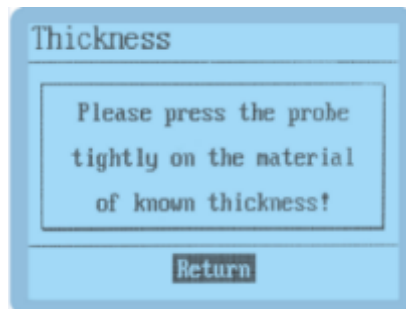 Thickness
Please press the probe
tightly on the material
of known thickness!
Return